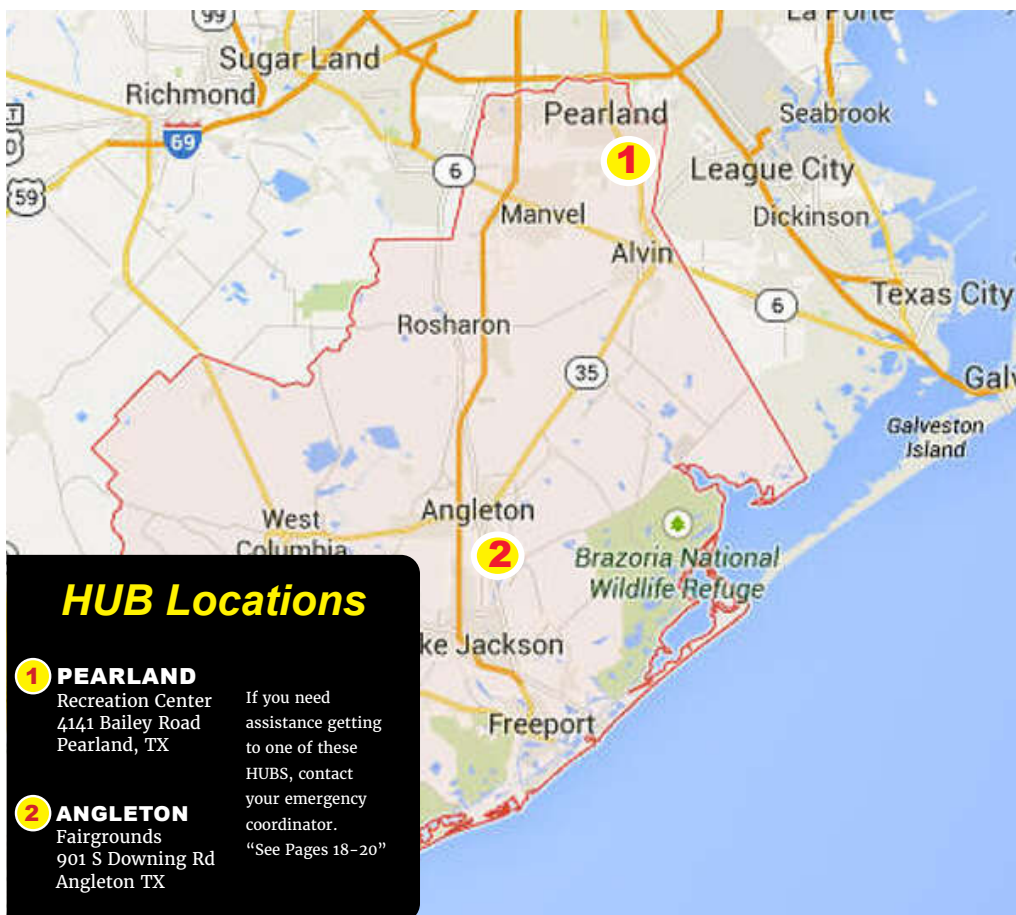 99
La Porte
Sugar Land
Richmond
Pearland
Seabrook
69
6
1
League City
59
Manvel
Dickinson
Alvin
6
Texas City
Rosharon
35
Galv
Galveston
Island
West
Columbia
Angleton
2
Brazoria National
Wildlife Refuge
ke Jackson
Freeport
HUB Locations
1 PEARLAND
Recreation Center
4141 Bailey Road
Pearland, TX
2 ANGLETON
Fairgrounds
901 S Downing Rd
Angleton TX
If you need
assistance getting
to one of these
HUBS, contact
your emergency
coordinator.
“See Pages 18-20”